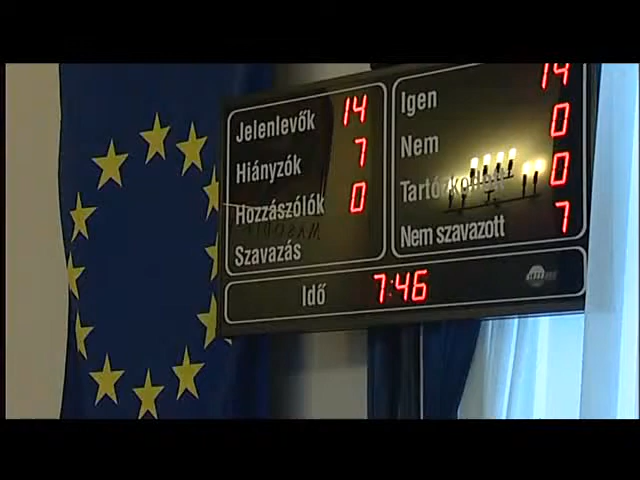 Jelenlevők 14
Hiányzók 7
Hozzászólók 0
Szavazás
Igen 14
Nem 0
Tartózkodott 0
Nem szavazott 7
Idő 7:46